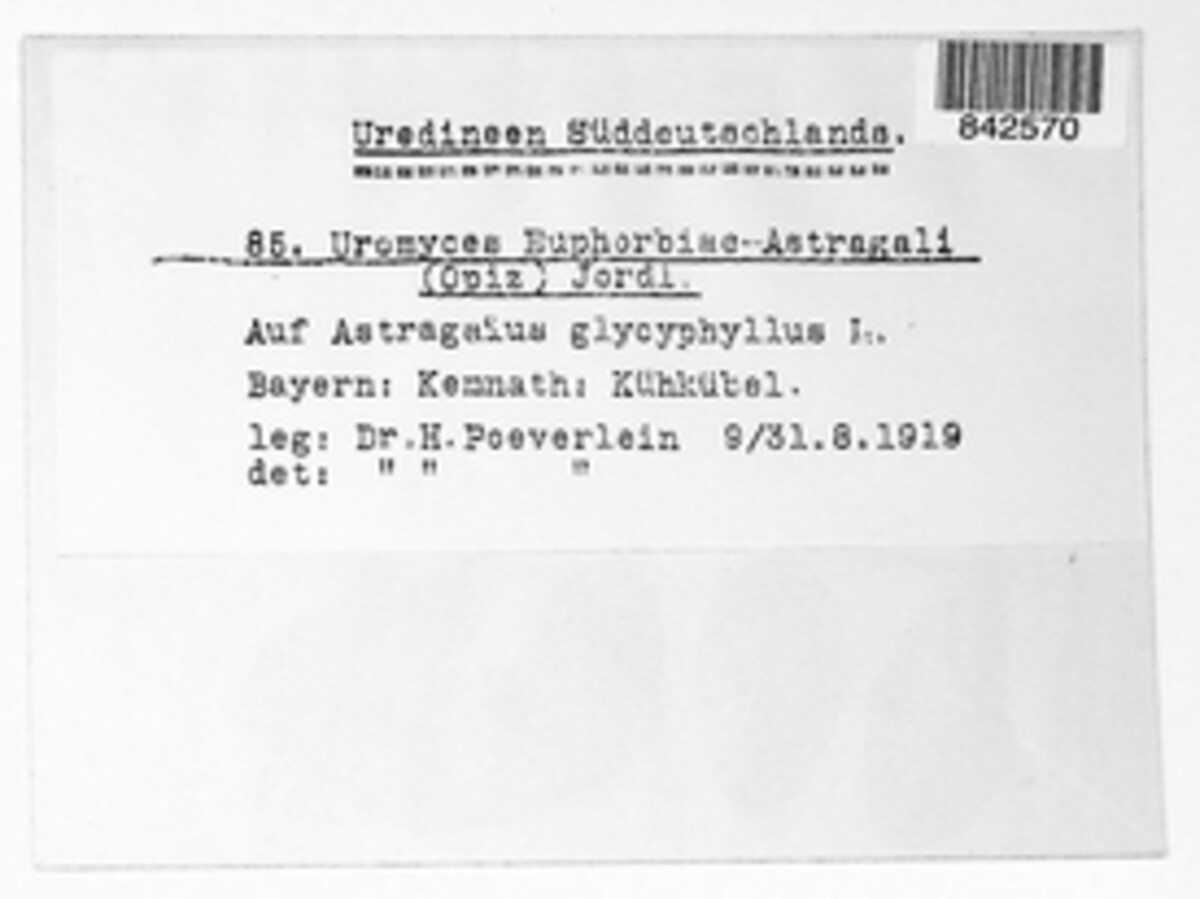 842570
Uredineen Süddeutschlands.
85. Uromyces Euphorbiae-Astragali
(Opiz) Jordi.
Auf Astragalus glycyphyllus L.
Bayern: Kemnath: Kühkübel.
leg: Dr.H.Poeverlein 9/31.8.1919
det: " " "